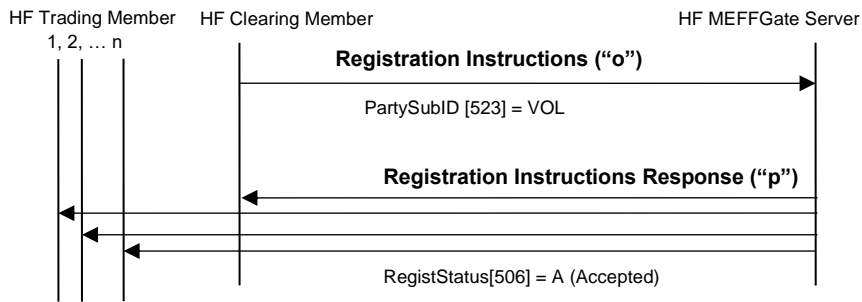 HF Trading Member
1, 2, … n
HF Clearing Member
HF MEFFGate Server
Registration Instructions (“o”)
PartySubID [523] = VOL
Registration Instructions Response (“p”)
RegistStatus[506] = A (Accepted)